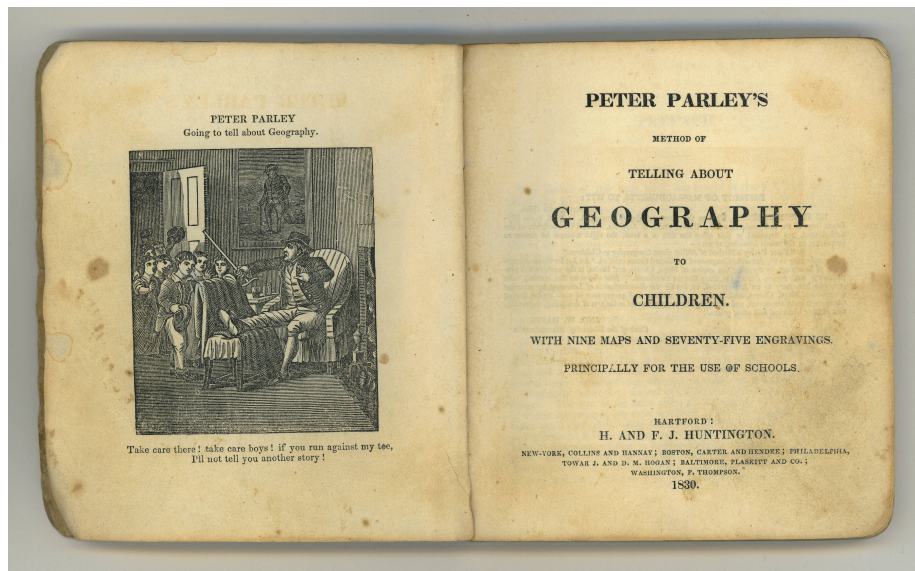 PETER PARLEY
Going to tell about Geography.
Take care there! take care boys! if you run against my toe,
I'll not tell you another story!
PETER PARLEY'S
METHOD OF
TELLING ABOUT
GEOGRAPHY
TO
CHILDREN.
WITH NINE MAPS AND SEVENTY-FIVE ENGRAVINGS.
PRINCIPALLY FOR THE USE OF SCHOOLS.
HARTFORD:
H. AND F. J. HUNTINGTON.
NEW-YORK, COLLINS AND HANNAY; BOSTON, CARTER AND HENDEE; PHILADELPHIA,
TOWAR J. AND D. M. HOGAN; BALTIMORE, PLASKITT AND CO.;
WASHINGTON, P. THOMPSON.
1830.